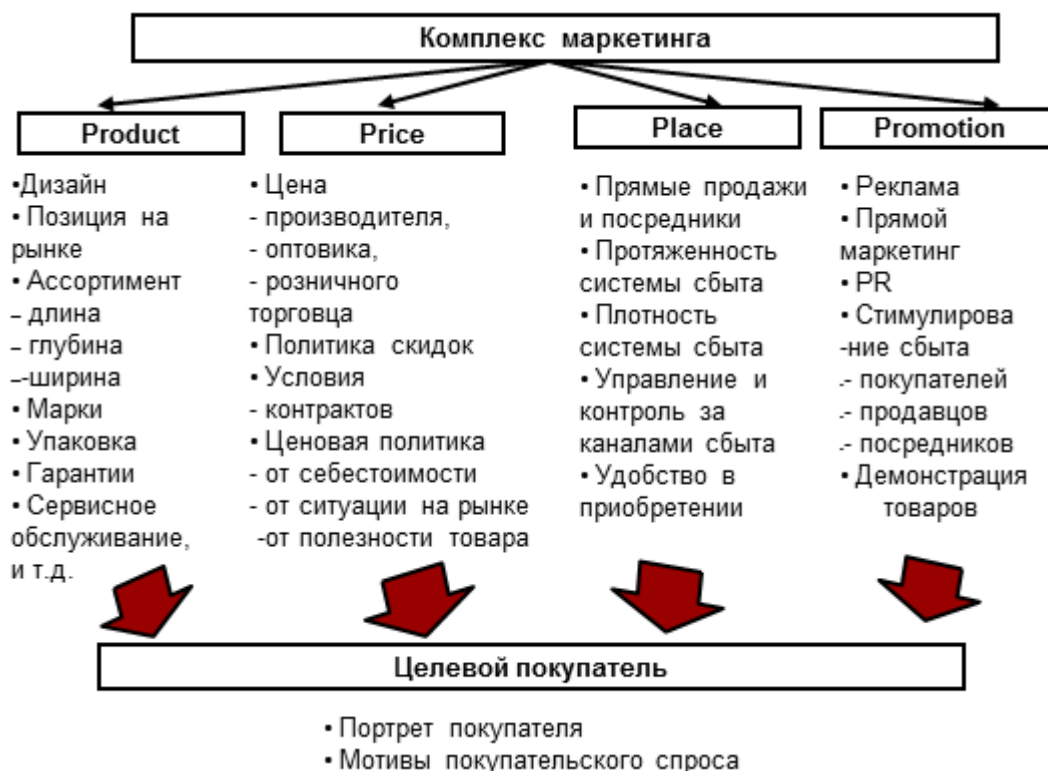 Комплекс маркетинга
Product
Price
Place
Promotion
•Дизайн
• Позиция на
рынке
• Ассортимент
– длина
– глубина
–-ширина
• Марки
• Упаковка
• Гарантии
• Сервисное
обслуживание,
и т.д.
• Цена
- производителя,
- оптовика,
- розничного
торговца
• Политика скидок
• Условия
- контрактов
• Ценовая политика
- от себестоимости
- от ситуации на рынке
-от полезности товара
• Прямые продажи
и посредники
• Протяженность
системы сбыта
• Плотность
системы сбыта
• Управление и
контроль за
каналами сбыта
• Удобство в
приобретении
• Реклама
• Прямой
маркетинг
• PR
• Стимулирова
-ние сбыта
.- покупателей
.- продавцов
.- посредников
• Демонстрация
товаров
Целевой покупатель
• Портрет покупателя
• Мотивы покупательского спроса